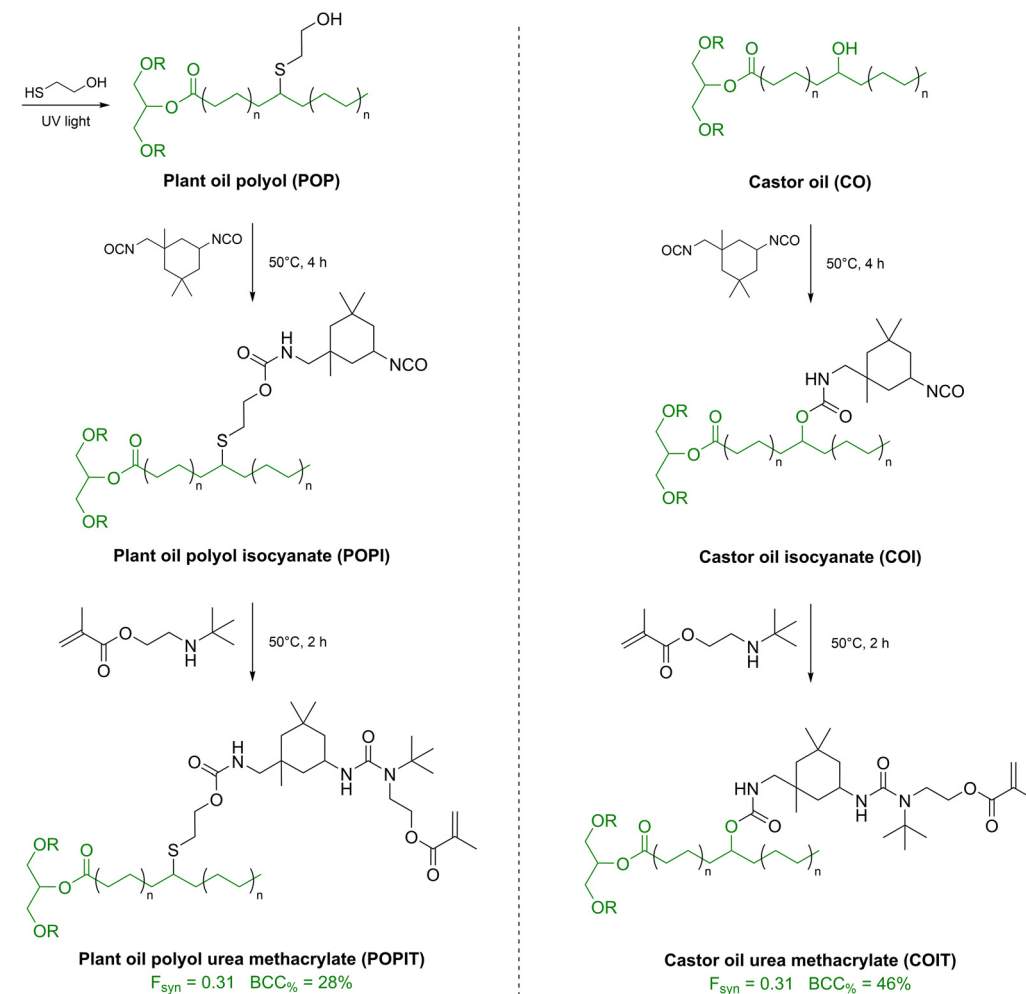 HS OH
UV light
OH
S
OR
O
O
n
n
OR
Plant oil polyol (POP)
OH
OR
O
O
n
n
OR
Castor oil (CO)
OCN NCO
50°C, 4 h
OCN NCO
50°C, 4 h
H
O N
NCO
O
S
OR
O
O
n
n
OR
Plant oil polyol isocyanate (POPI)
NH
NCO
O O
OR
O
O
n
n
OR
Castor oil isocyanate (COI)
O
N
H
O
50°C, 2 h
O
N
H
O
50°C, 2 h
H
O N
O
N
H
N
O
O
O
S
OR
O
O
n
n
OR
Plant oil polyol urea methacrylate (POPIT)
Fsyn = 0.31 BCC% = 28%
O
HN
N
H
N
O
O
O O
OR
O
O
n
n
OR
Castor oil urea methacrylate (COIT)
Fsyn = 0.31 BCC% = 46%